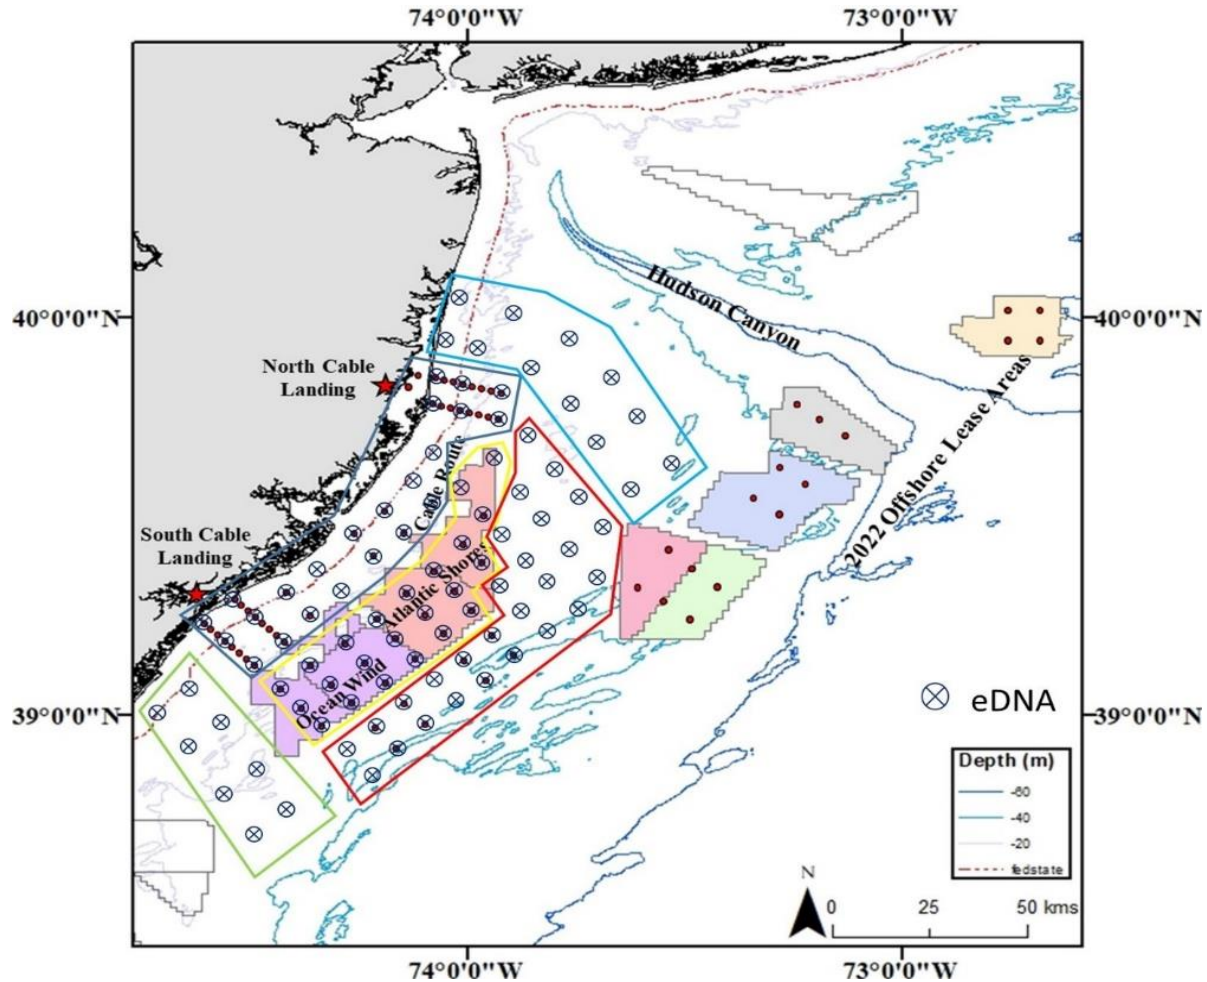 74°0'0"W
73°0'0"W
Hudson Canyon
40°0'0"N
40°0'0"N
North Cable
Landing
2022 Offshore Lease Areas
Cable Route
South Cable
Landing
Atlantic Shores
Ocean Wind
eDNA
39°0'0"N
39°0'0"N
Depth (m)
-60
-40
-20
fedstate
N
0 25 50 kms
74°0'0"W
73°0'0"W